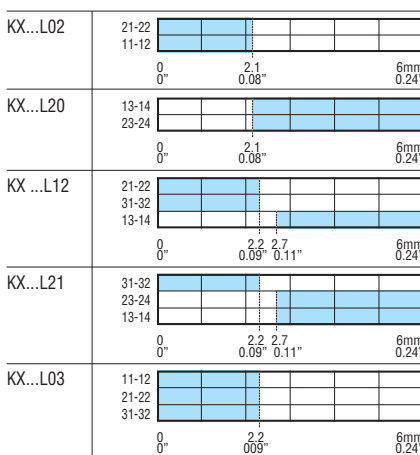 KX...L02
21-22
11-12
0 2.1 6mm
0" 0.08" 0.24"
KX...L20
13-14
23-24
0 2.1 6mm
0" 0.08" 0.24"
KX ...L12
21-22
31-32
13-14
0 2.2 2.7 6mm
0" 0.09" 0.11" 0.24"
KX...L21
31-32
23-24
13-14
0 2.2 2.7 6mm
0" 0.09" 0.11" 0.24"
KX...L03
11-12
21-22
31-32
0 2.2 6mm
0" 009" 0.24"